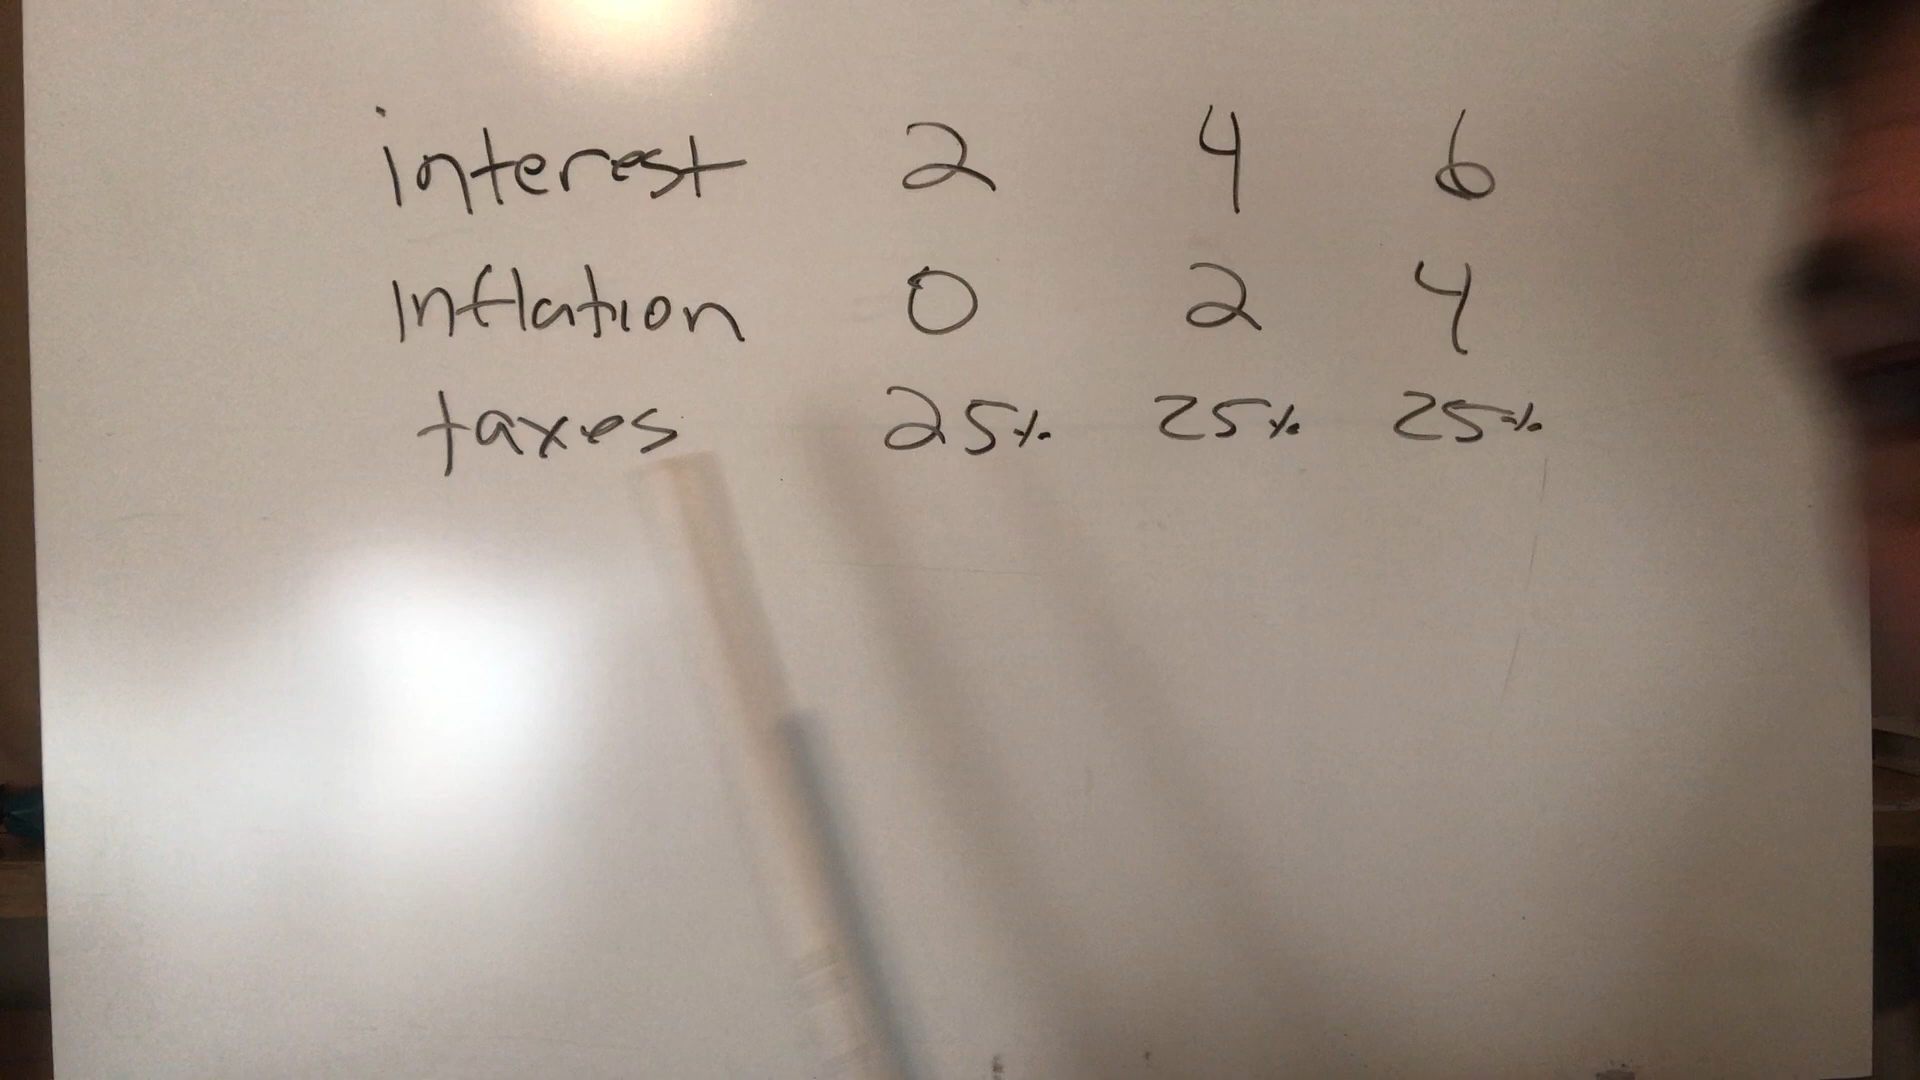 interest 2 4 6
Inflation 0 2 4
taxes 25% 25% 25%